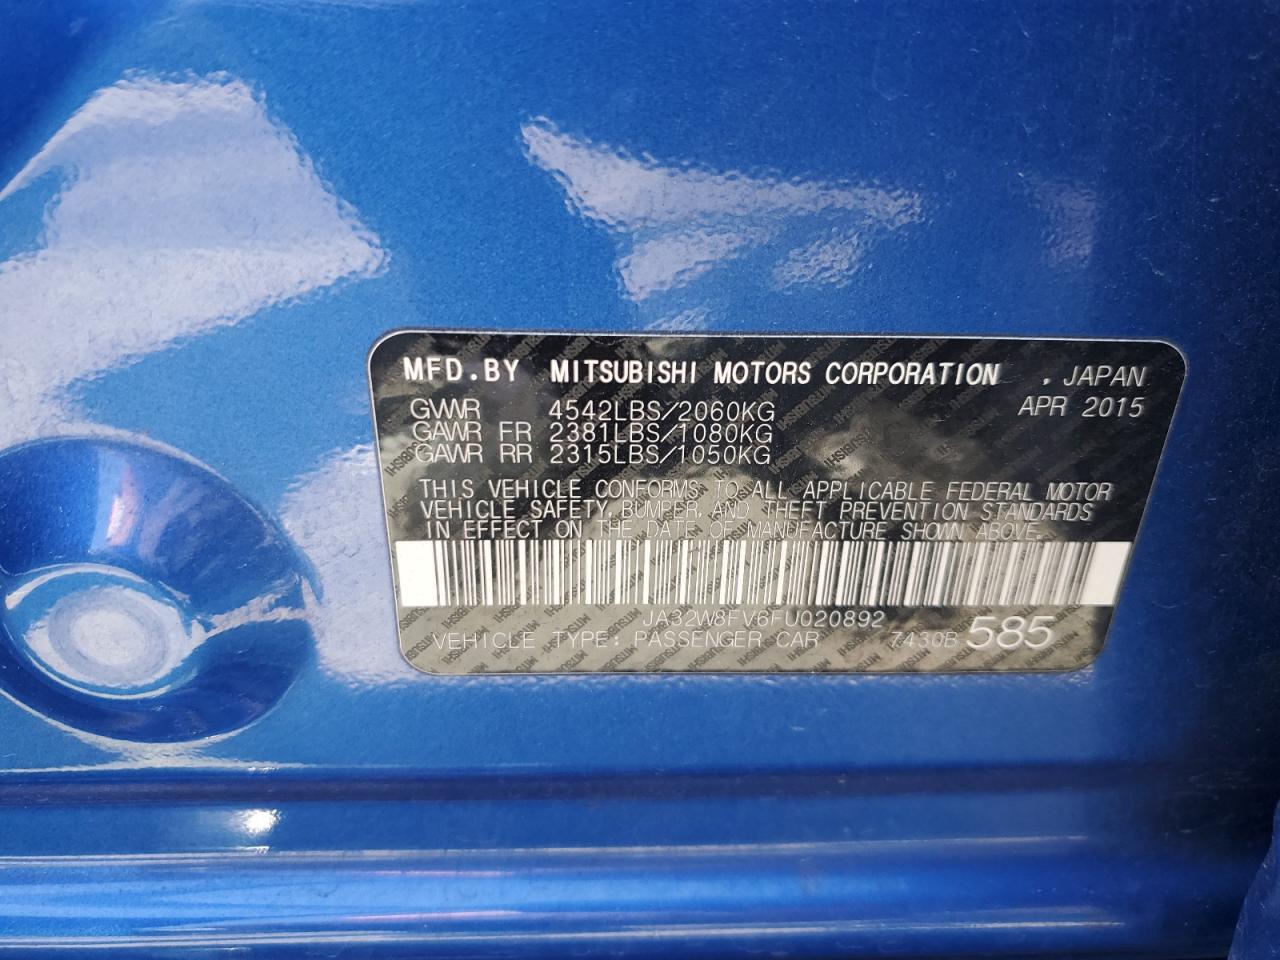 MFD.BY MITSUBISHI MOTORS CORPORATION , JAPAN
GVWR 4542LBS/2060KG APR 2015
GAWR FR 2381LBS/1080KG
GAWR RR 2315LBS/1050KG
THIS VEHICLE CONFORMS TO ALL APPLICABLE FEDERAL MOTOR
VEHICLE SAFETY, BUMPER, AND THEFT PREVENTION STANDARDS
IN EFFECT ON THE DATE OF MANUFACTURE SHOWN ABOVE.
JA32W8FV6FU020892
VEHICLE TYPE: PASSENGER CAR 7430B 585